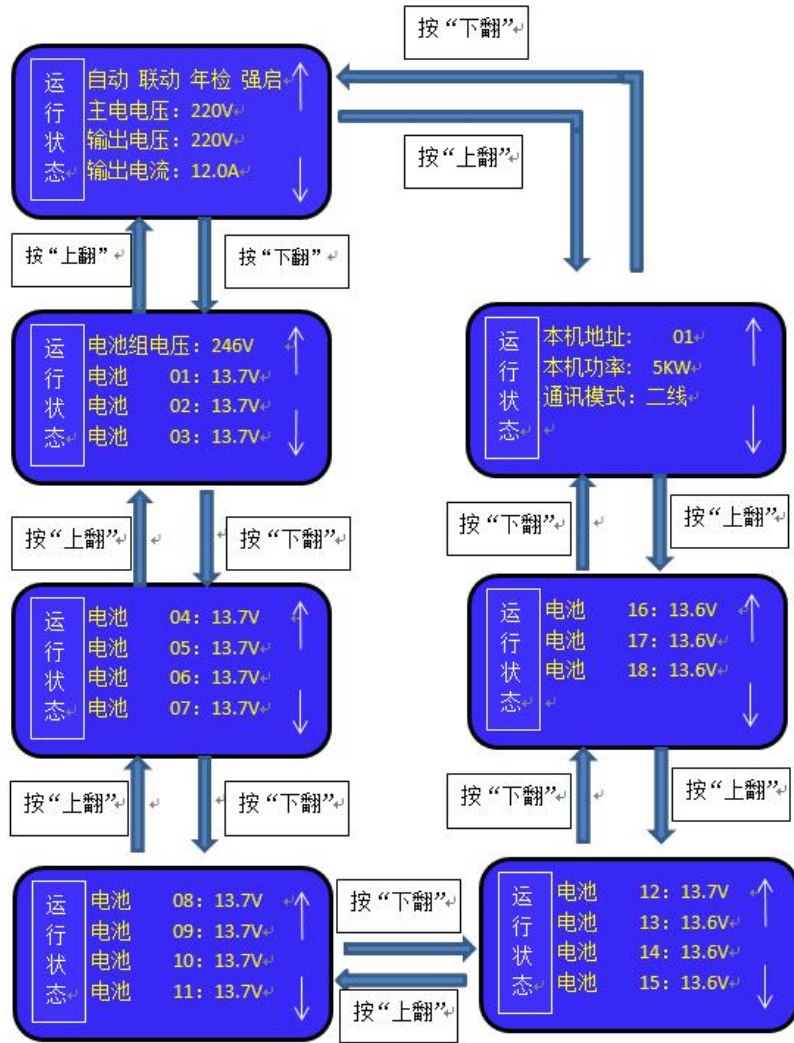 按“下翻”
运行状态
自动 联动 年检 强启
主电电压：220V
输出电压：220V
输出电流：12.0A
按“上翻”
按“上翻”
按“下翻”
运行状态
电池组电压：246V
电池 01：13.7V
电池 02：13.7V
电池 03：13.7V
运行状态
本机地址: 01
本机功率: 5KW
通讯模式：二线
按“上翻”
按“下翻”
按“下翻”
按“上翻”
运行状态
电池 04：13.7V
电池 05：13.7V
电池 06：13.7V
电池 07：13.7V
运行状态
电池 16：13.6V
电池 17：13.6V
电池 18：13.6V
按“上翻”
按“下翻”
按“下翻”
按“上翻”
运行状态
电池 08：13.7V
电池 09：13.7V
电池 10：13.7V
电池 11：13.7V
按“下翻”
按“上翻”
运行状态
电池 12：13.7V
电池 13：13.6V
电池 14：13.6V
电池 15：13.6V